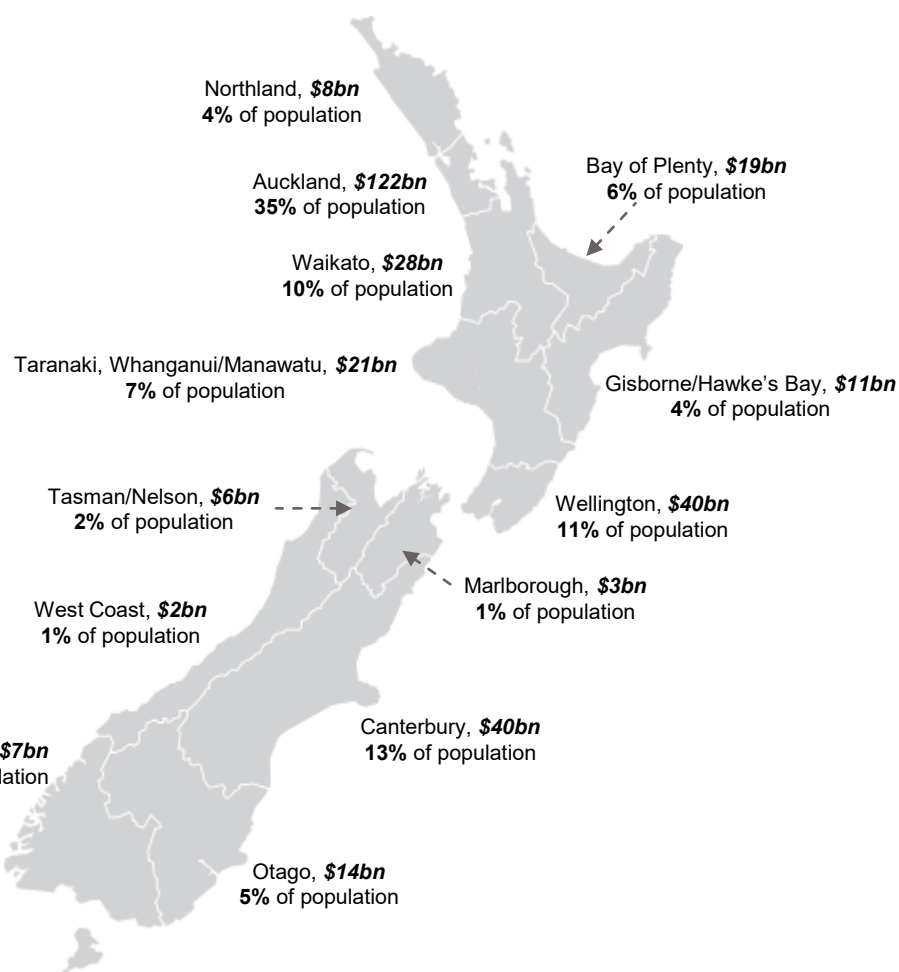 Northland, $8bn
4% of population
Bay of Plenty, $19bn
6% of population
Auckland, $122bn
35% of population
Waikato, $28bn
10% of population
Taranaki, Whanganui/Manawatu, $21bn
7% of population
Gisborne/Hawke's Bay, $11bn
4% of population
Tasman/Nelson, $6bn
2% of population
Wellington, $40bn
11% of population
Marlborough, $3bn
1% of population
West Coast, $2bn
1% of population
Canterbury, $40bn
13% of population
$7bn
lation
Otago, $14bn
5% of population